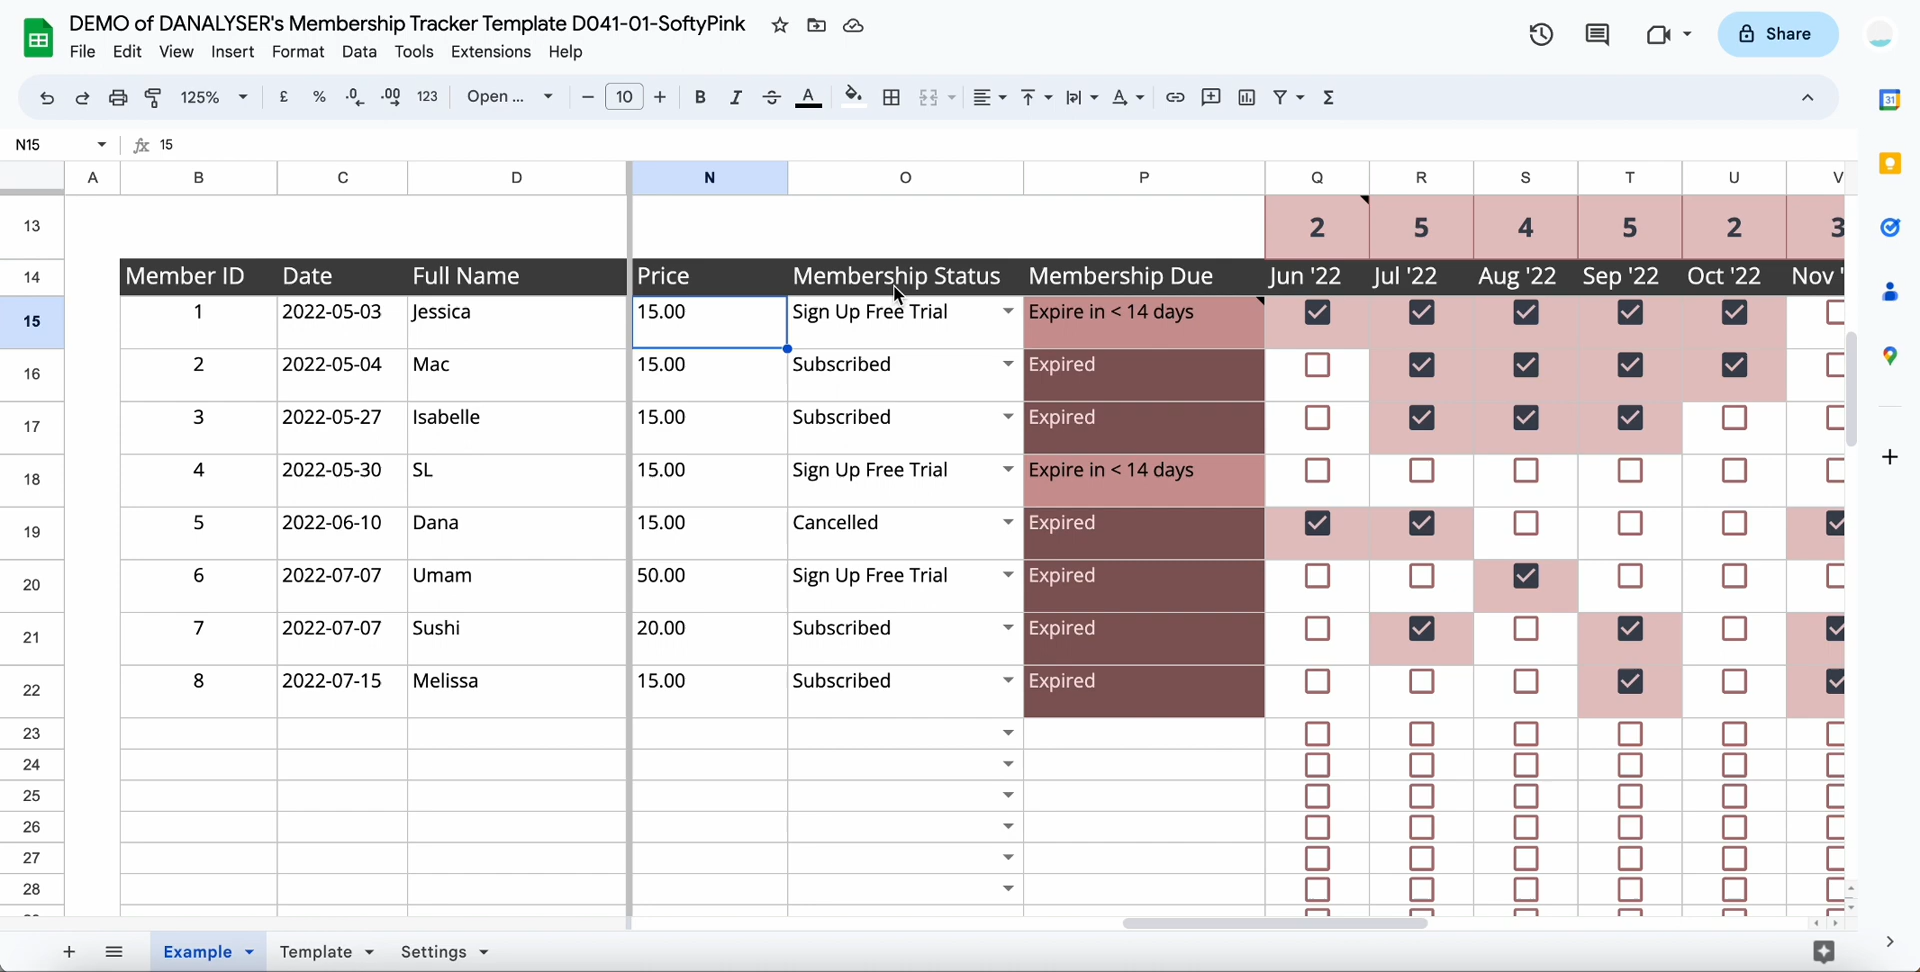 DEMO of DANALYSER's Membership Tracker Template D041-01-SoftyPink
File Edit View Insert Format Data Tools Extensions Help
Share
125% £ % .0 .00 123 Open ... 10 B I S A Σ
31
N15 fx 15
A B C D N O P Q R S T U V
13 2 5 4 5 2 3
14 Member ID Date Full Name Price Membership Status Membership Due Jun '22 Jul '22 Aug '22 Sep '22 Oct '22 Nov '
15 1 2022-05-03 Jessica 15.00 Sign Up Free Trial Expire in < 14 days
16 2 2022-05-04 Mac 15.00 Subscribed Expired
17 3 2022-05-27 Isabelle 15.00 Subscribed Expired
18 4 2022-05-30 SL 15.00 Sign Up Free Trial Expire in < 14 days
19 5 2022-06-10 Dana 15.00 Cancelled Expired
20 6 2022-07-07 Umam 50.00 Sign Up Free Trial Expired
21 7 2022-07-07 Sushi 20.00 Subscribed Expired
22 8 2022-07-15 Melissa 15.00 Subscribed Expired
23
24
25
26
27
28
Example Template Settings